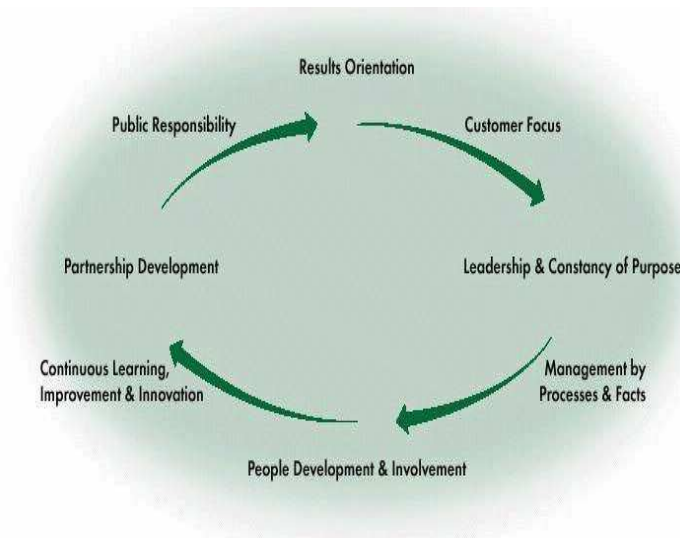 Results Orientation
Public Responsibility
Customer Focus
Partnership Development
Leadership & Constancy of Purpose
Continuous Learning,
Improvement & Innovation
Management by
Processes & Facts
People Development & Involvement